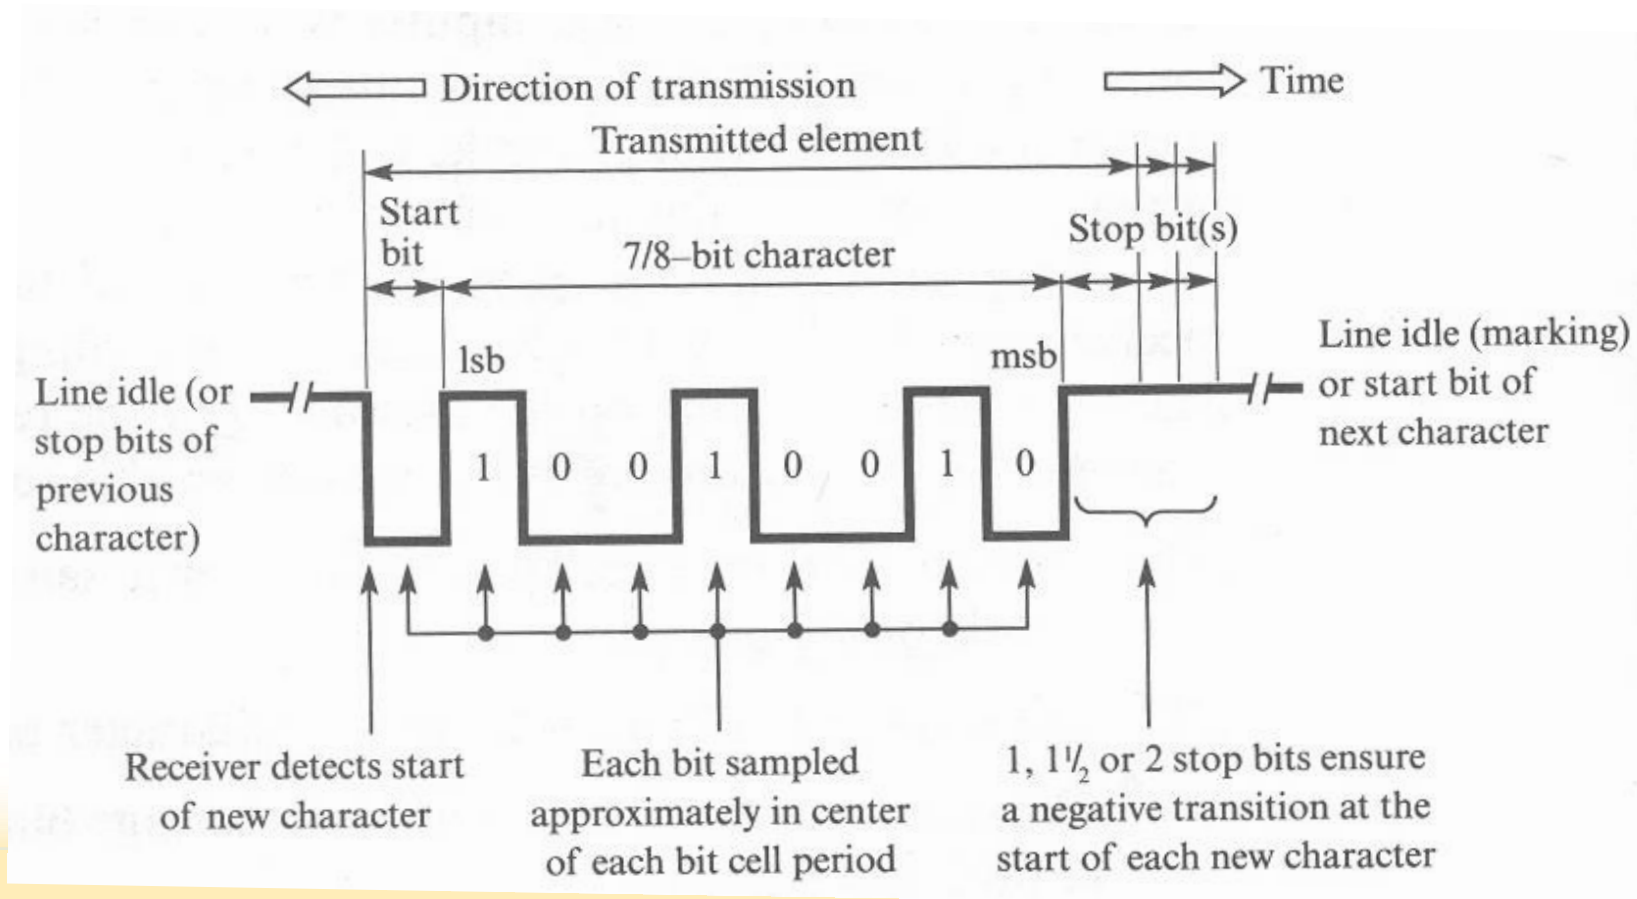 Direction of transmission
Time
Transmitted element
Start
bit
7/8–bit character
Stop bit(s)
lsb
msb
Line idle (or
stop bits of
previous
character)
1 0 0 1 0 0 1 0
Line idle (marking)
or start bit of
next character
Receiver detects start
of new character
Each bit sampled
approximately in center
of each bit cell period
1, 1 1/2 or 2 stop bits ensure
a negative transition at the
start of each new character